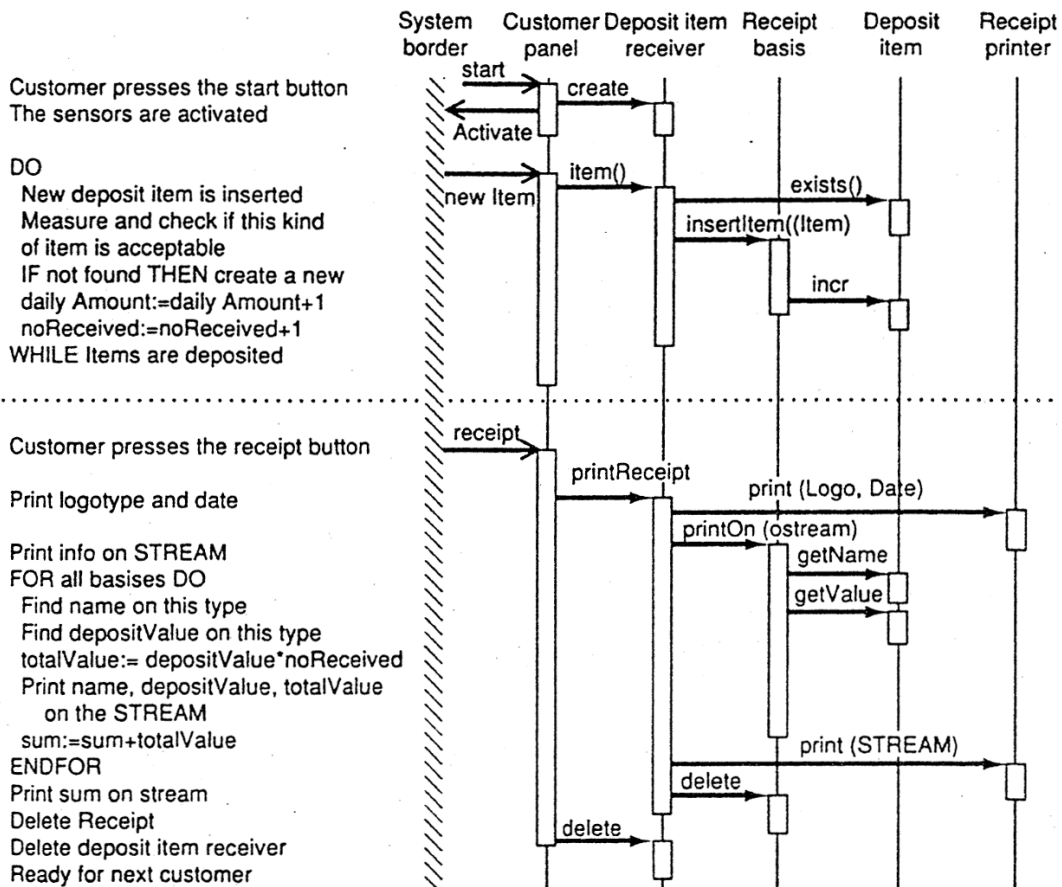 System border
Customer panel
Deposit item receiver
Receipt basis
Deposit item
Receipt printer
Customer presses the start button
The sensors are activated
start
create
Activate
DO
New deposit item is inserted
Measure and check if this kind
of item is acceptable
IF not found THEN create a new
daily Amount:=daily Amount+1
noReceived:=noReceived+1
WHILE Items are deposited
new Item
item()
exists()
insertItem((Item)
incr
Customer presses the receipt button
receipt
printReceipt
Print logotype and date
print (Logo, Date)
Print info on STREAM
printOn (ostream)
FOR all basises DO
getName
Find name on this type
getValue
Find depositValue on this type
totalValue:= depositValue*noReceived
Print name, depositValue, totalValue
on the STREAM
sum:=sum+totalValue
print (STREAM)
ENDFOR
Print sum on stream
delete
Delete Receipt
delete
Delete deposit item receiver
Ready for next customer